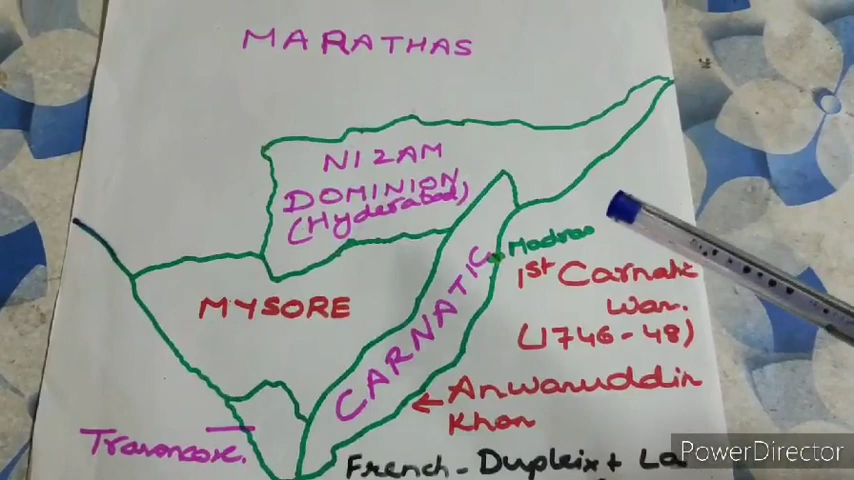 MARATHAS
NIZAM
DOMINION
(Hyderabad)
Madras
CARNATIC
1st Carnatic
War.
(1746-48)
MYSORE
Anwaruddin
Khan
Travancore.
French - Dupleix + La
PowerDirector